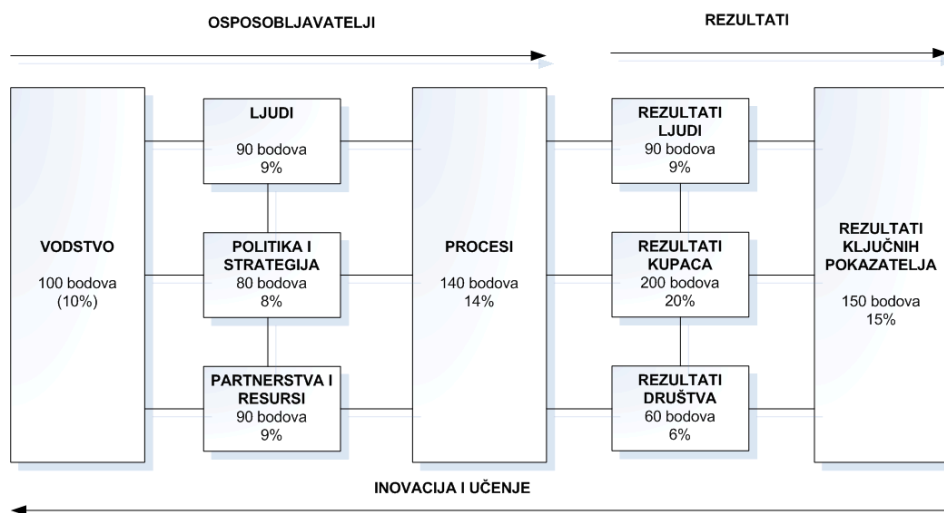 OSPOSOBLJAVATELJI
REZULTATI
VODSTVO
100 bodova
(10%)
LJUDI
90 bodova
9%
POLITIKA I
STRATEGIJA
80 bodova
8%
PARTNERSTVA I
RESURSI
90 bodova
9%
PROCESI
140 bodova
14%
REZULTATI
LJUDI
90 bodova
9%
REZULTATI
KUPACA
200 bodova
20%
REZULTATI
DRUŠTVA
60 bodova
6%
REZULTATI
KLJUČNIH
POKAZATELJA
150 bodova
15%
INOVACIJA I UČENJE